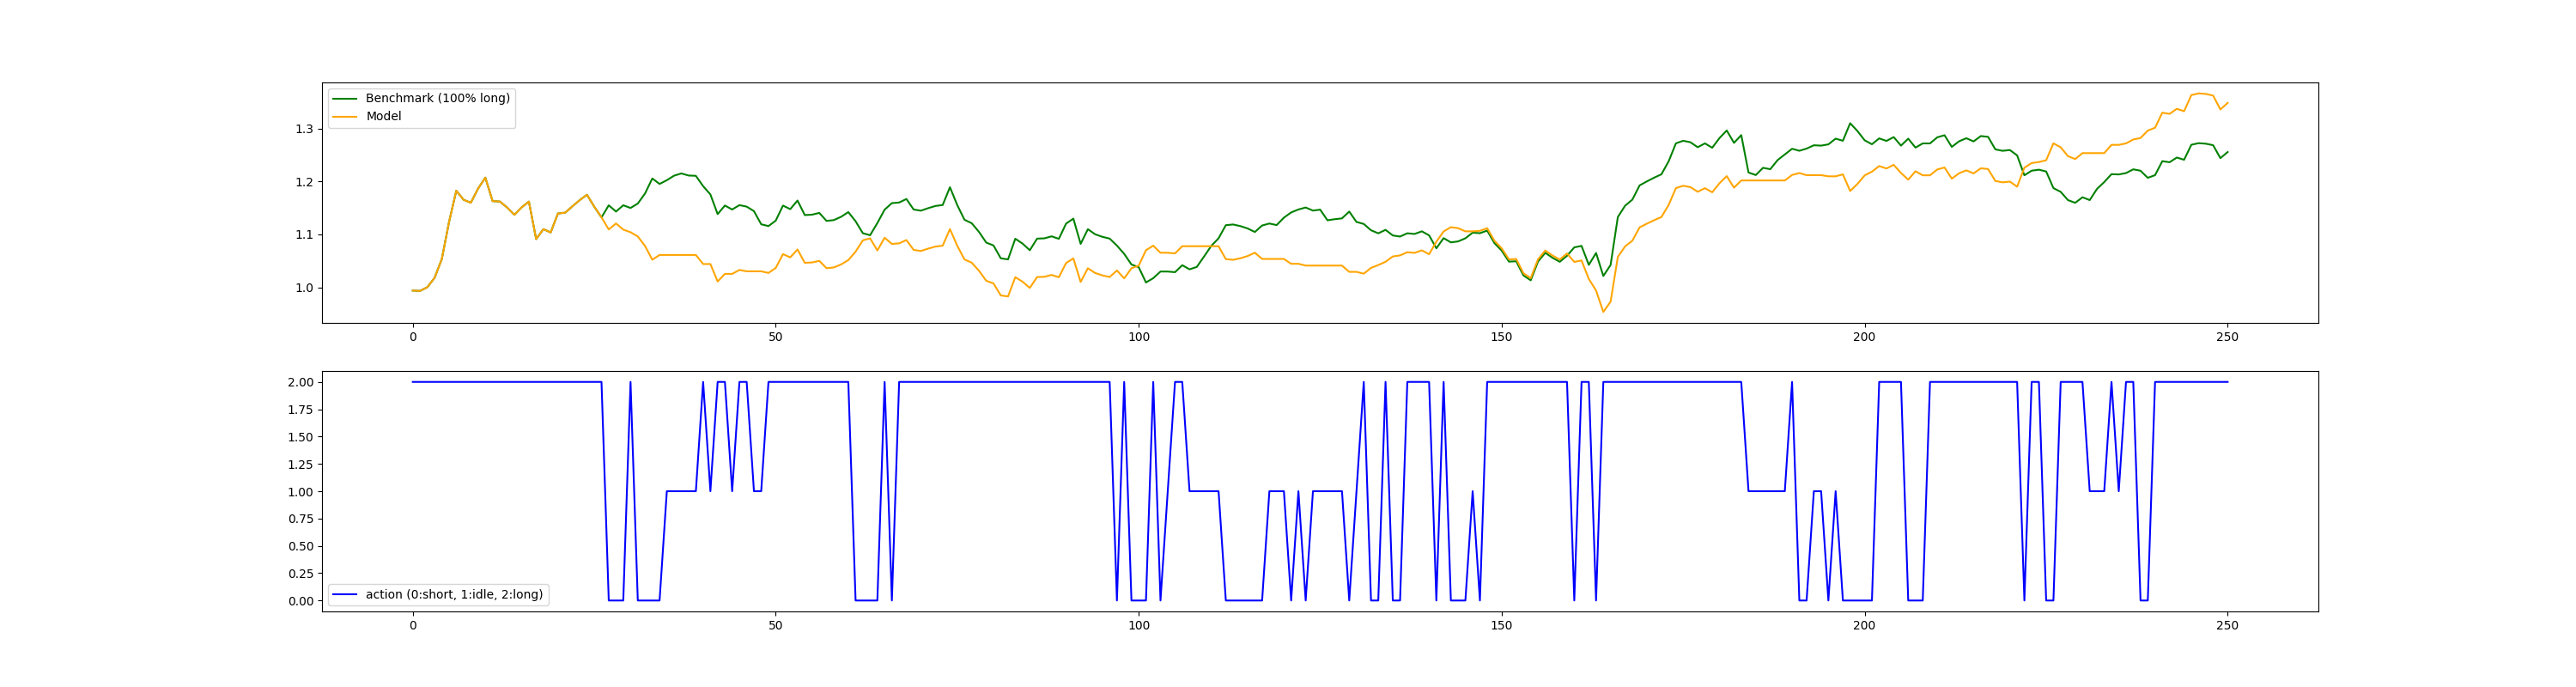 Benchmark (100% long)
Model
1.3
1.2
1.1
1.0
0 50 100 150 200 250
2.00
1.75
1.50
1.25
1.00
0.75
0.50
0.25
0.00
action (0:short, 1:idle, 2:long)
0 50 100 150 200 250